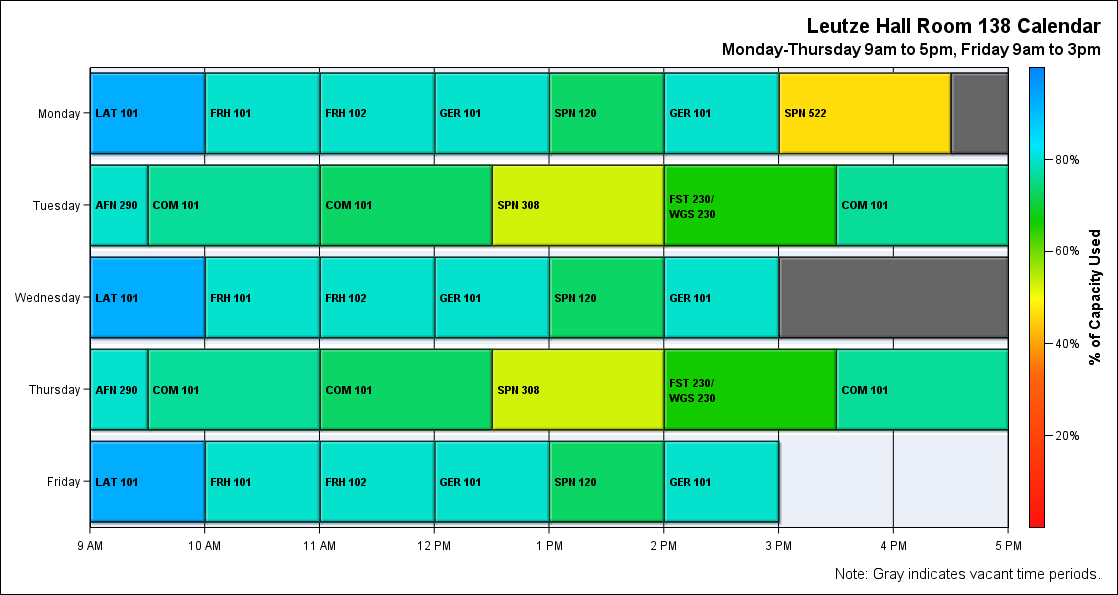 Leutze Hall Room 138 Calendar
Monday-Thursday 9am to 5pm, Friday 9am to 3pm
Monday
LAT 101
FRH 101
FRH 102
GER 101
SPN 120
GER 101
SPN 522
Tuesday
AFN 290
COM 101
COM 101
SPN 308
FST 230/
WGS 230
COM 101
Wednesday
LAT 101
FRH 101
FRH 102
GER 101
SPN 120
GER 101
Thursday
AFN 290
COM 101
COM 101
SPN 308
FST 230/
WGS 230
COM 101
Friday
LAT 101
FRH 101
FRH 102
GER 101
SPN 120
GER 101
9 AM
10 AM
11 AM
12 PM
1 PM
2 PM
3 PM
4 PM
5 PM
80%
60%
40%
20%
% of Capacity Used
Note: Gray indicates vacant time periods.